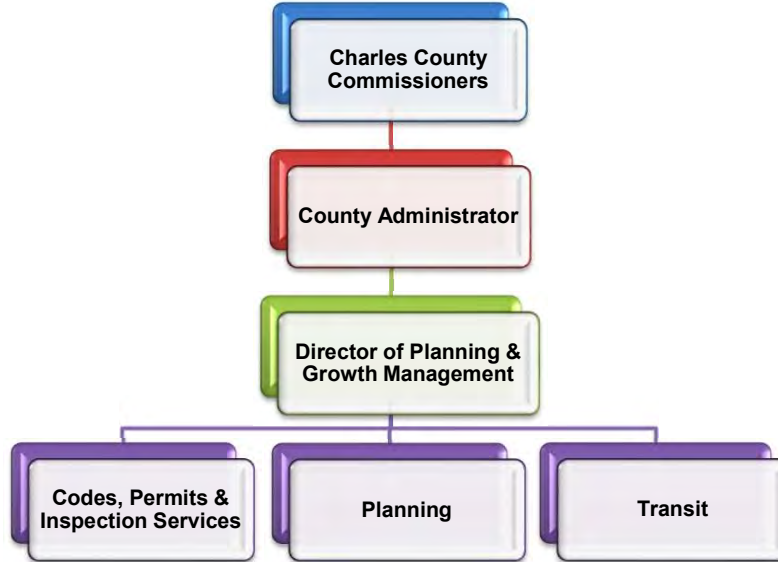 Charles County
Commissioners
County Administrator
Director of Planning &
Growth Management
Codes, Permits &
Inspection Services
Planning
Transit